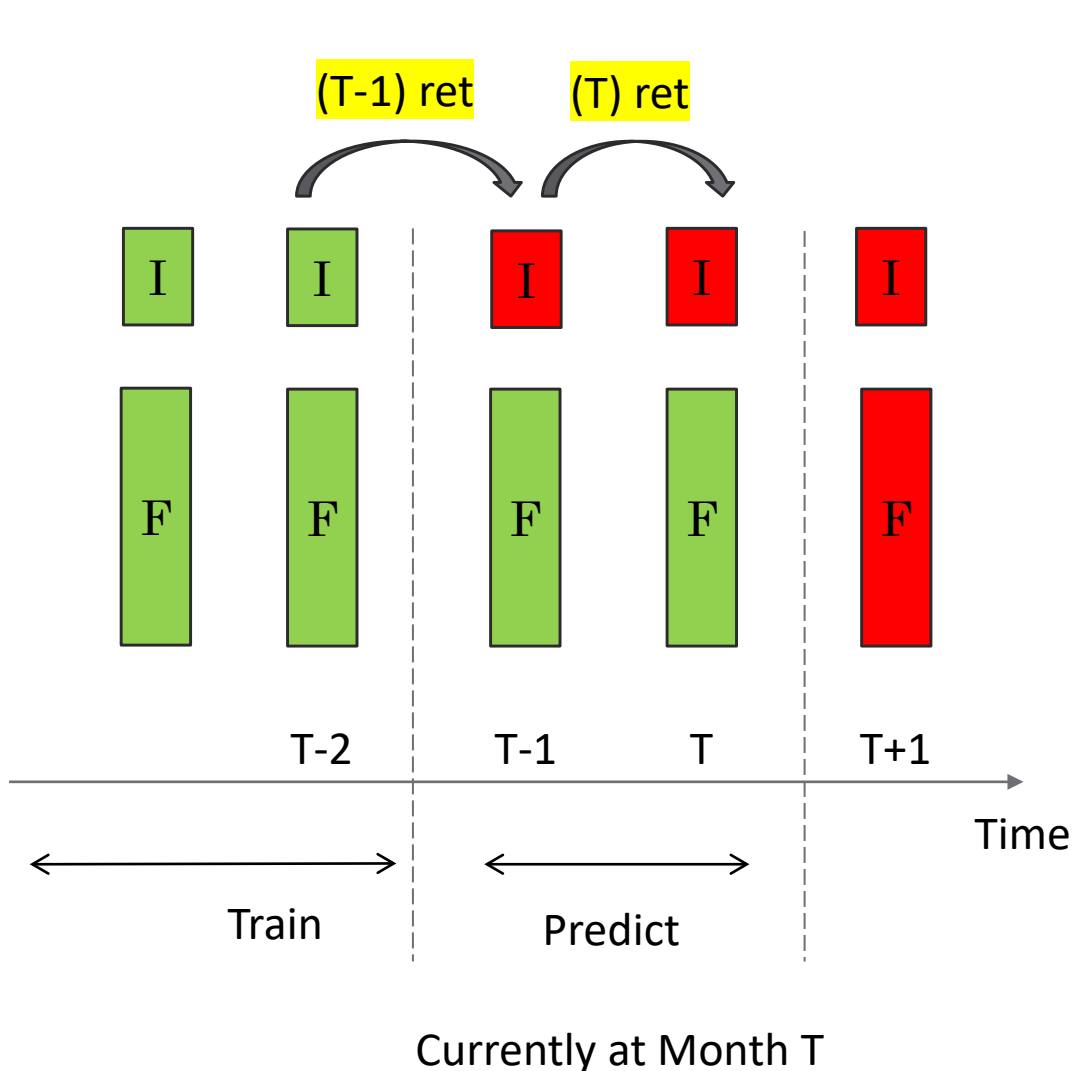 (T-1) ret
(T) ret
I
I
I
I
I
F
F
F
F
F
T-2
T-1
T
T+1
Time
Train
Predict
Currently at Month T